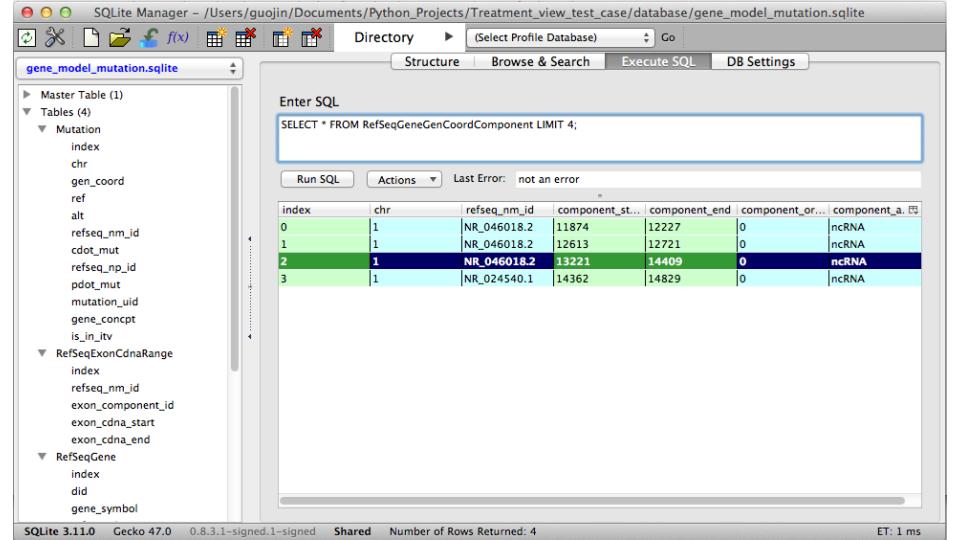 SQLite Manager - /Users/guojin/Documents/Python_Projects/Treatment_view_test_case/database/gene_model_mutation.sqlite
f(x) Directory (Select Profile Database) Go
gene_model_mutation.sqlite
Structure Browse & Search Execute SQL DB Settings
Master Table (1)
Tables (4)
Mutation
index
chr
gen_coord
ref
alt
refseq_nm_id
cdot_mut
refseq_np_id
pdot_mut
mutation_uid
gene_concpt
is_in_itv
RefSeqExonCdnaRange
index
refseq_nm_id
exon_component_id
exon_cdna_start
exon_cdna_end
RefSeqGene
index
did
gene_symbol
Enter SQL
SELECT * FROM RefSeqGeneGenCoordComponent LIMIT 4;
Run SQL Actions Last Error: not an error
index chr refseq_nm_id component_st... component_end component_or... component_a.
0 1 NR_046018.2 11874 12227 0 ncRNA
1 1 NR_046018.2 12613 12721 0 ncRNA
2 1 NR_046018.2 13221 14409 0 ncRNA
3 1 NR_024540.1 14362 14829 0 ncRNA
SQLite 3.11.0 Gecko 47.0 0.8.3.1-signed.1-signed Shared Number of Rows Returned: 4 ET: 1 ms